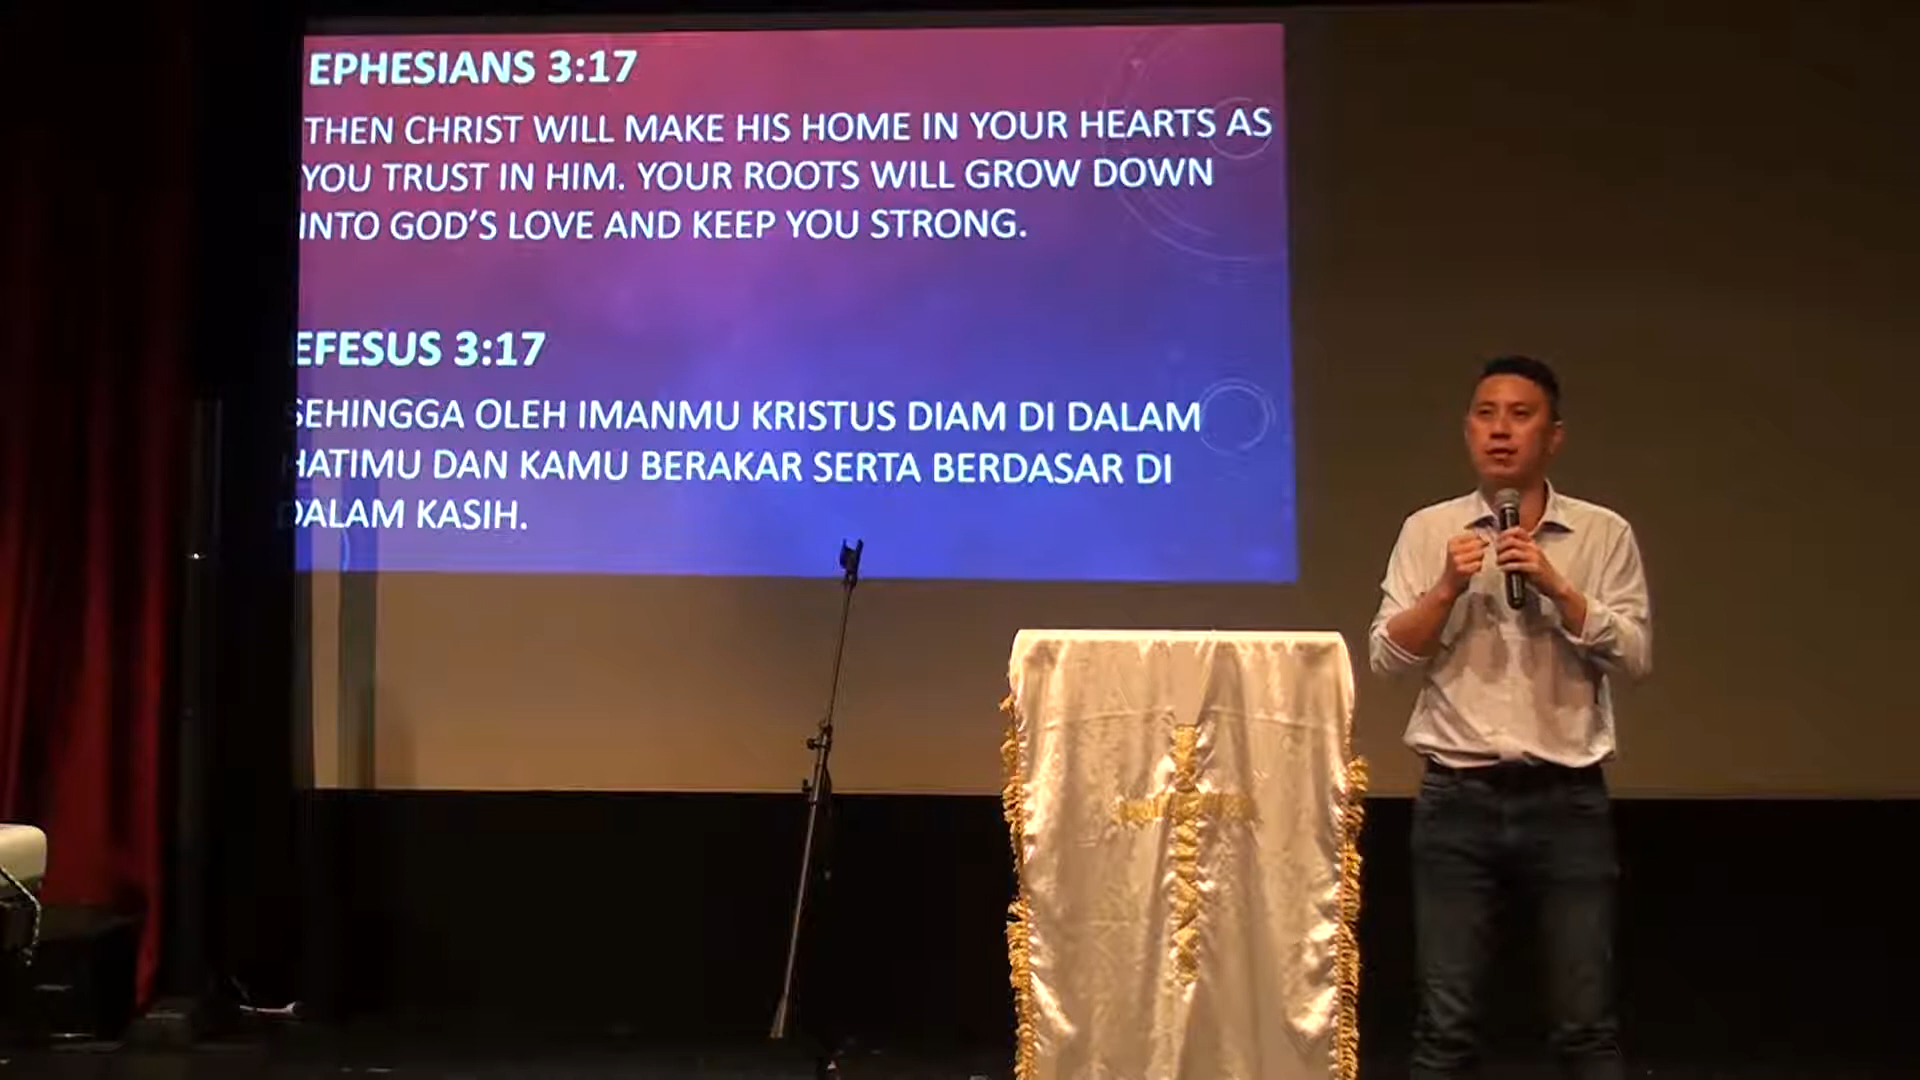 EPHESIANS 3:17
THEN CHRIST WILL MAKE HIS HOME IN YOUR HEARTS AS
YOU TRUST IN HIM. YOUR ROOTS WILL GROW DOWN
INTO GOD’S LOVE AND KEEP YOU STRONG.
EFESUS 3:17
SEHINGGA OLEH IMANMU KRISTUS DIAM DI DALAM
HATIMU DAN KAMU BERAKAR SERTA BERDASAR DI
DALAM KASIH.